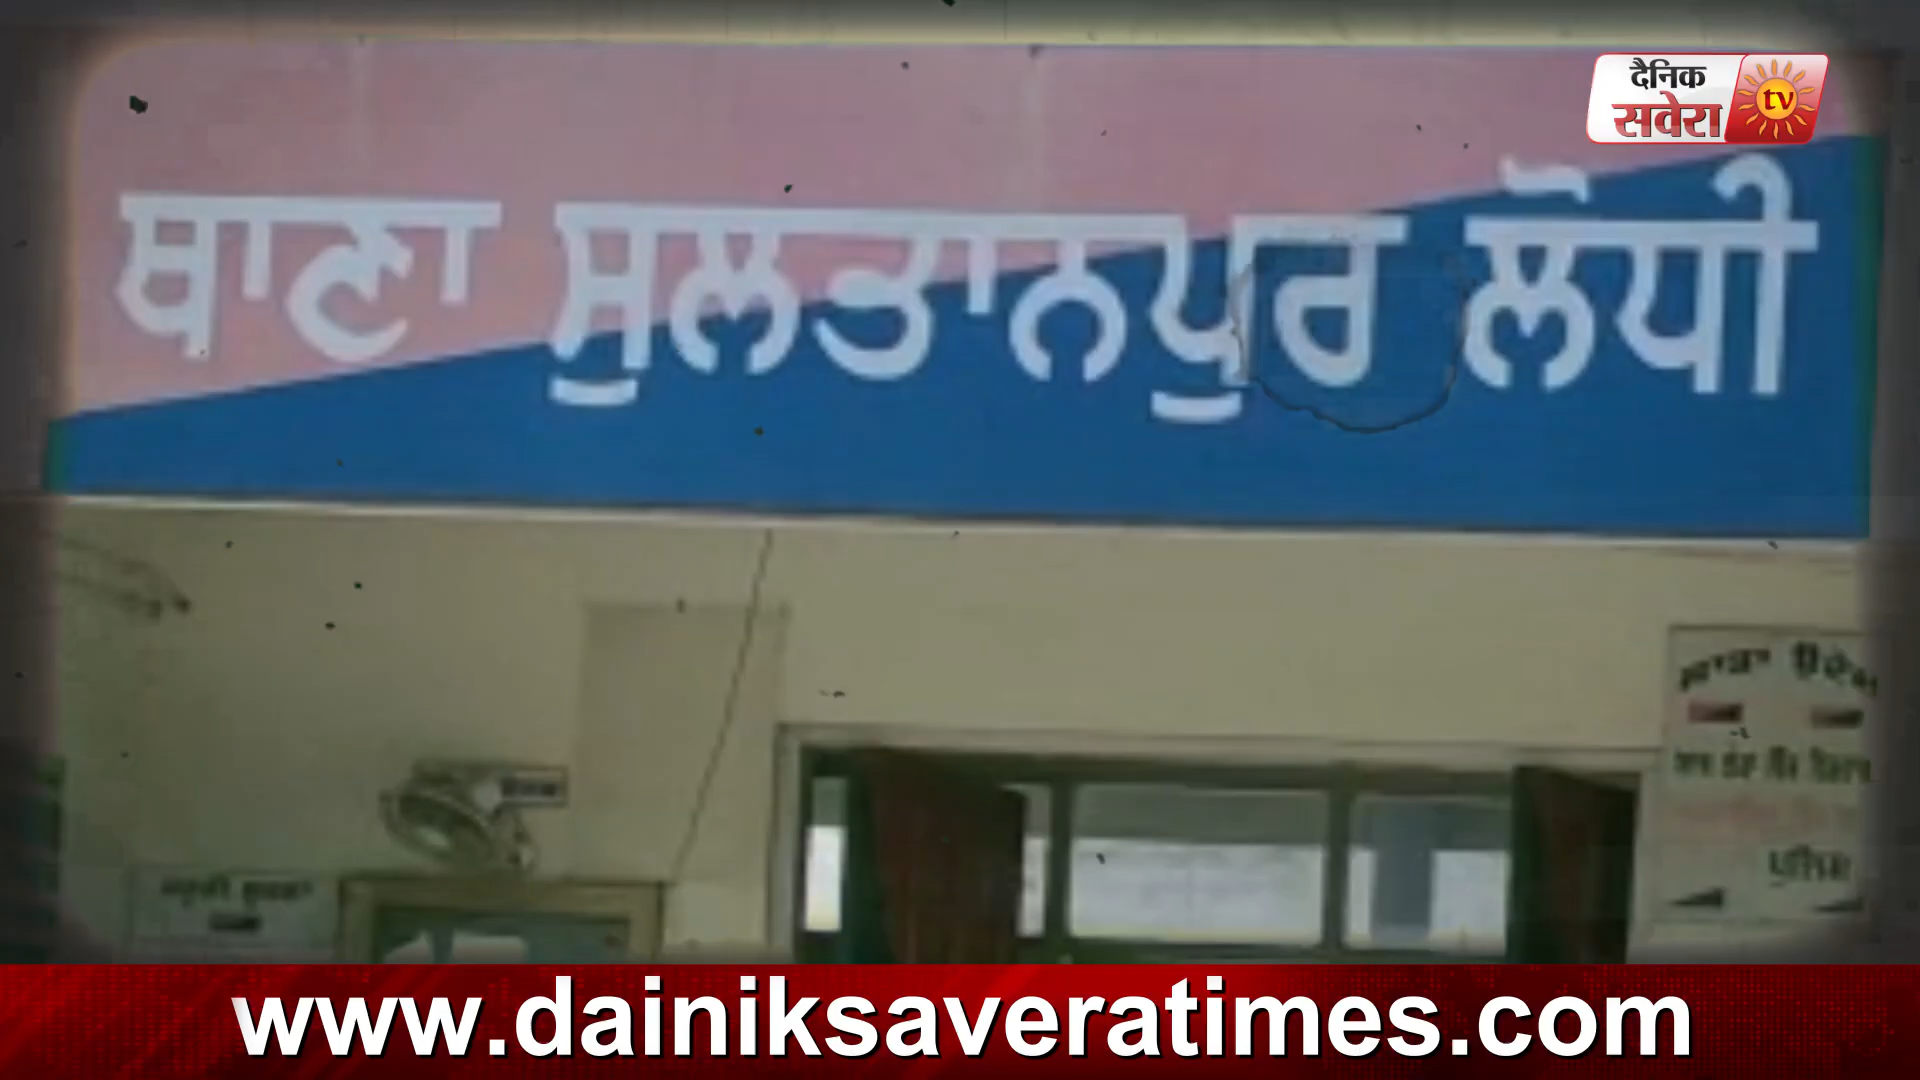 दैनिक
सवेरा tv
ਥਾਣਾ ਸੁਲਤਾਨਪੁਰ ਲੋਧੀ
ਪੁਲਿਸ
www.dainiksaveratimes.com